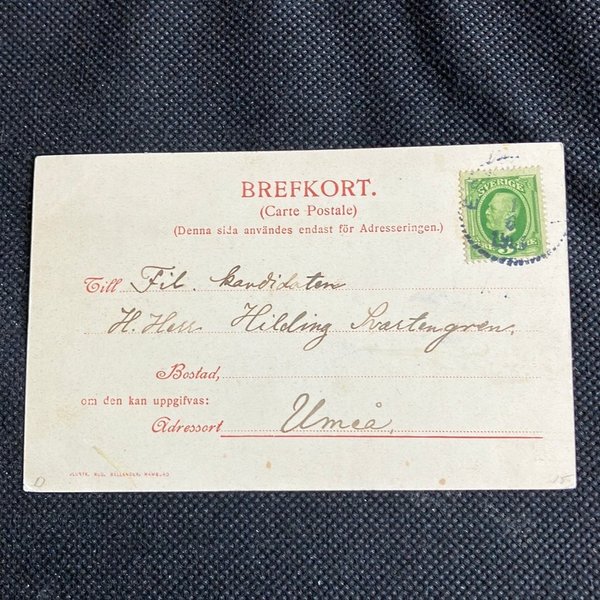 BREFKORT.
(Carte Postale)
(Denna sida användes endast för Adresseringen.)
SVERIGE
Till Fil. kandidaten
H. Herr Hilding Svartengren.
Bostad,
om den kan uppgifvas:
Adressort Umeå.
D